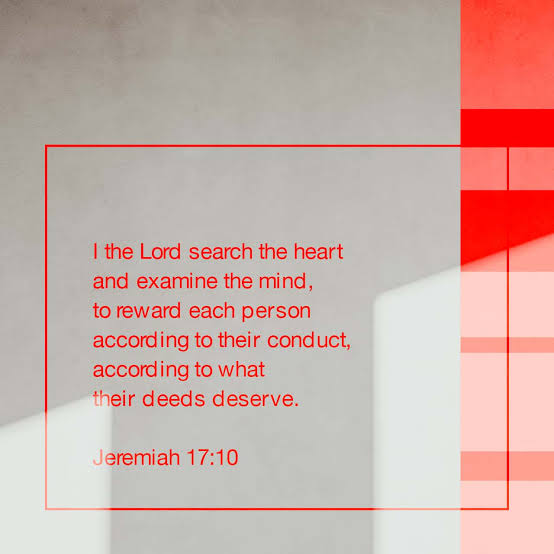 I the Lord search the heart
and examine the mind,
to reward each person
according to their conduct,
according to what
their deeds deserve.
Jeremiah 17:10